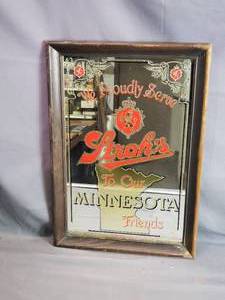 We Proudly Serve
Stroh's
To Our
MINNESOTA
Friends